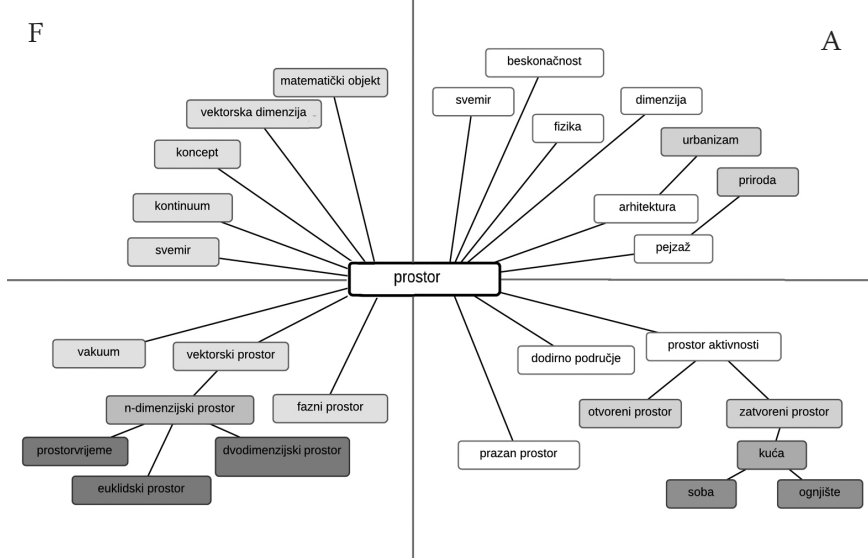 F
A
beskonačnost
matematički objekt
svemir
dimenzija
vektorska dimenzija
fizika
urbanizam
koncept
priroda
kontinuum
arhitektura
svemir
pejzaž
prostor
vakuum
vektorski prostor
dodirno područje
prostor aktivnosti
n-dimenzijski prostor
fazni prostor
otvoreni prostor
zatvoreni prostor
prostorvrijeme
dvodimenzijski prostor
prazan prostor
kuća
euklidski prostor
soba
ognjište